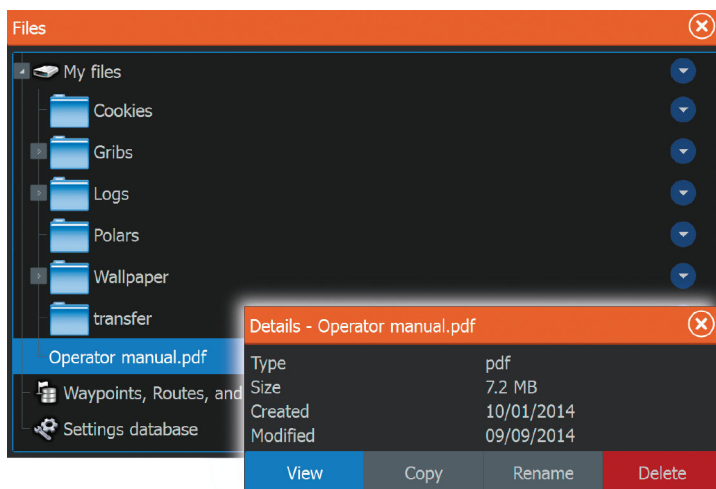 Files
My files
Cookies
Gribs
Logs
Polars
Wallpaper
transfer
Operator manual.pdf
Waypoints, Routes, and
Settings database
Details - Operator manual.pdf
Type pdf
Size 7.2 MB
Created 10/01/2014
Modified 09/09/2014
View Copy Rename Delete